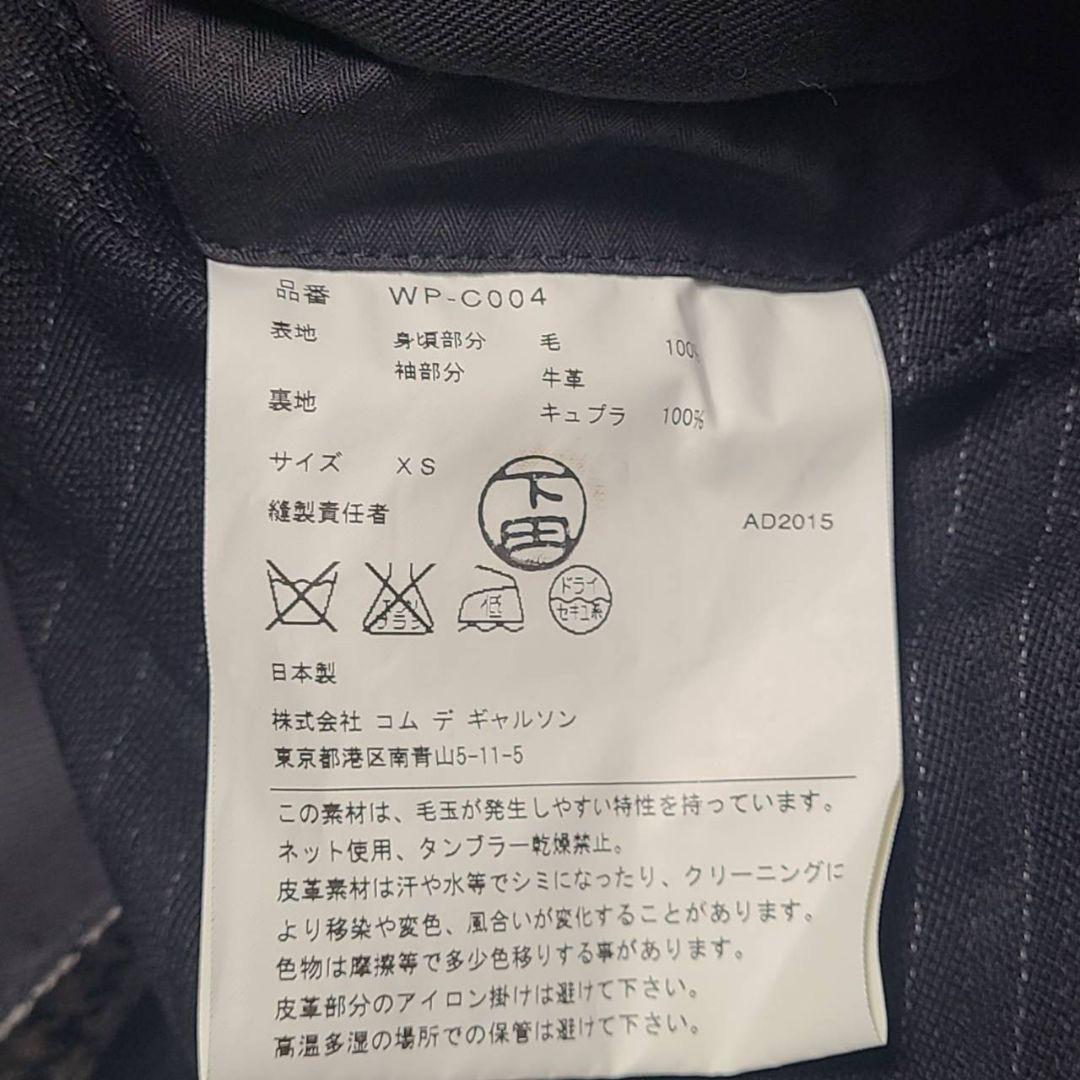 品番 WP-C004
表地 身頃部分 毛 100%
袖部分 牛革
裏地 キュプラ 100%
サイズ XS
下田
縫製責任者
AD2015
エンソ
サラシ
低
ドライ
セキユ系
日本製
株式会社 コム デ ギャルソン
東京都港区南青山5-11-5
この素材は、毛玉が発生しやすい特性を持っています。
ネット使用、タンブラー乾燥禁止。
皮革素材は汗や水等でシミになったり、クリーニングに
より移染や変色、風合いが変化することがあります。
色物は摩擦等で多少色移りする事があります。
皮革部分のアイロン掛けは避けて下さい。
高温多湿の場所での保管は避けて下さい。